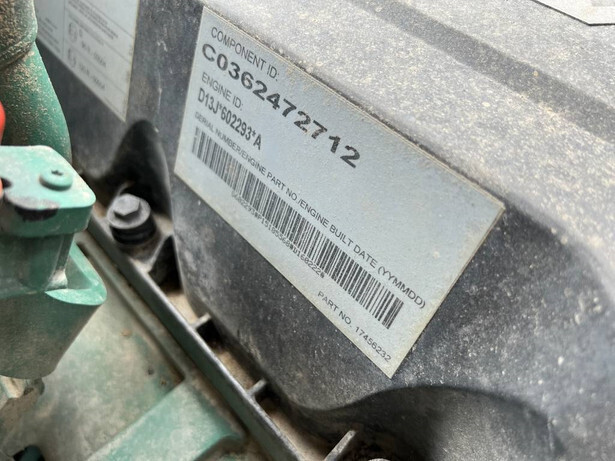 COMPONENT ID:
C0362472712
ENGINE ID:
D13J*602293*A
SERIAL NUMBER/ENGINE PART NO./ENGINE BUILT DATE (YYMMDD)
PART NO. 17456232